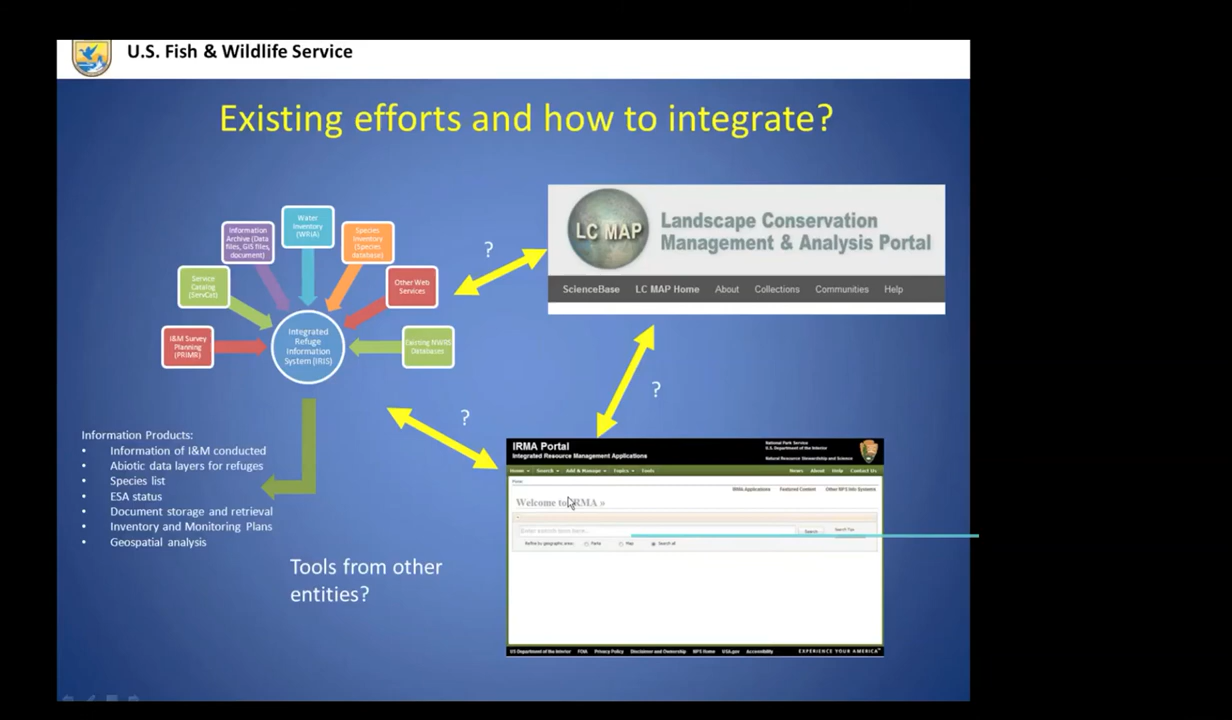 U.S. Fish & Wildlife Service
Existing efforts and how to integrate?
Water
Inventory
(WRIA)
Information
Archive (Data
files, GIS files,
document)
Species
Inventory
(Species
database)
Service
Catalog
(ServCat)
Other Web
Services
I&M Survey
Planning
(PRIMR)
Integrated
Refuge
Information
System (IRIS)
Existing NWRS
Databases
?
LC MAP
Landscape Conservation
Management & Analysis Portal
ScienceBase LC MAP Home About Collections Communities Help
?
?
Information Products:
• Information of I&M conducted
• Abiotic data layers for refuges
• Species list
• ESA status
• Document storage and retrieval
• Inventory and Monitoring Plans
• Geospatial analysis
Tools from other
entities?
IRMA Portal
Integrated Resource Management Applications
National Park Service
U.S. Department of the Interior
Natural Resource Stewardship and Science
Home Search Add & Manage Topics Tools News About Help Contact Us
Portal
IRMA Applications Featured Content Other NPS Info Systems
Welcome to IRMA »
Enter search term here... Search Search Tips
Refine by geographic area: Parks Map Search all
US Department of the Interior FOIA Privacy Policy Disclaimer and Ownership NPS Home USA.gov Accessibility EXPERIENCE YOUR AMERICA